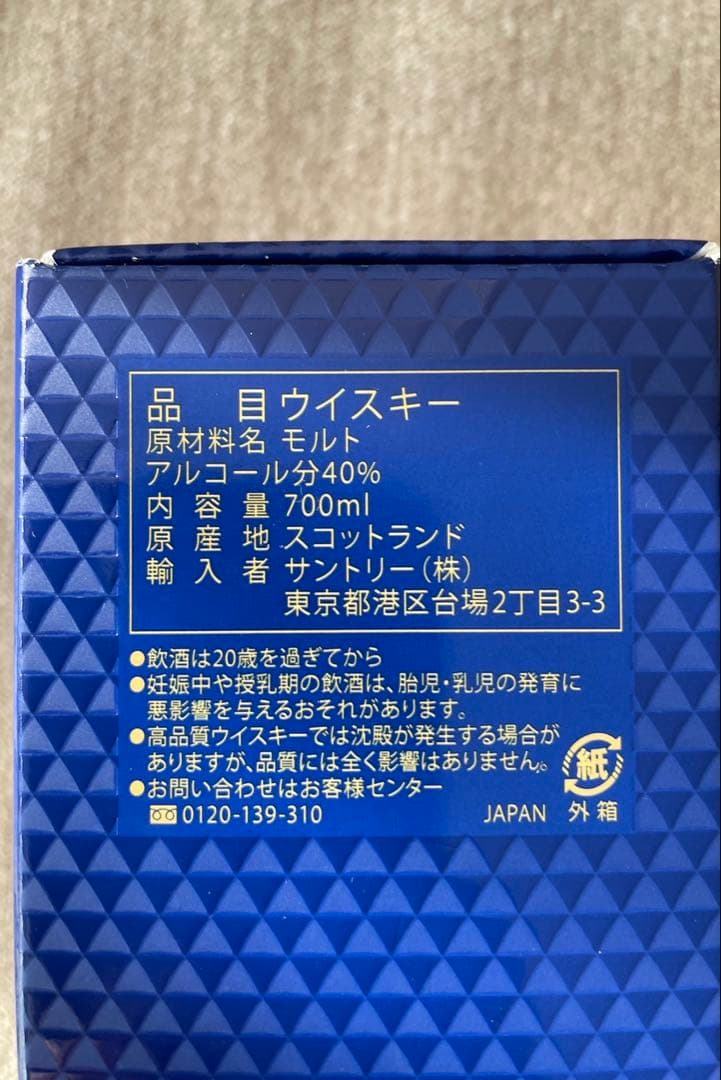 品 目 ウイスキー
原材料名 モルト
アルコール分40%
内容量 700ml
原産地 スコットランド
輸入者 サントリー(株)
東京都港区台場2丁目3-3
●飲酒は20歳を過ぎてから
●妊娠中や授乳期の飲酒は、胎児・乳児の発育に
悪影響を与えるおそれがあります。
●高品質ウイスキーでは沈殿が発生する場合が
ありますが、品質には全く影響はありません。
●お問い合わせはお客様センター
0120-139-310
JAPAN
紙
外箱